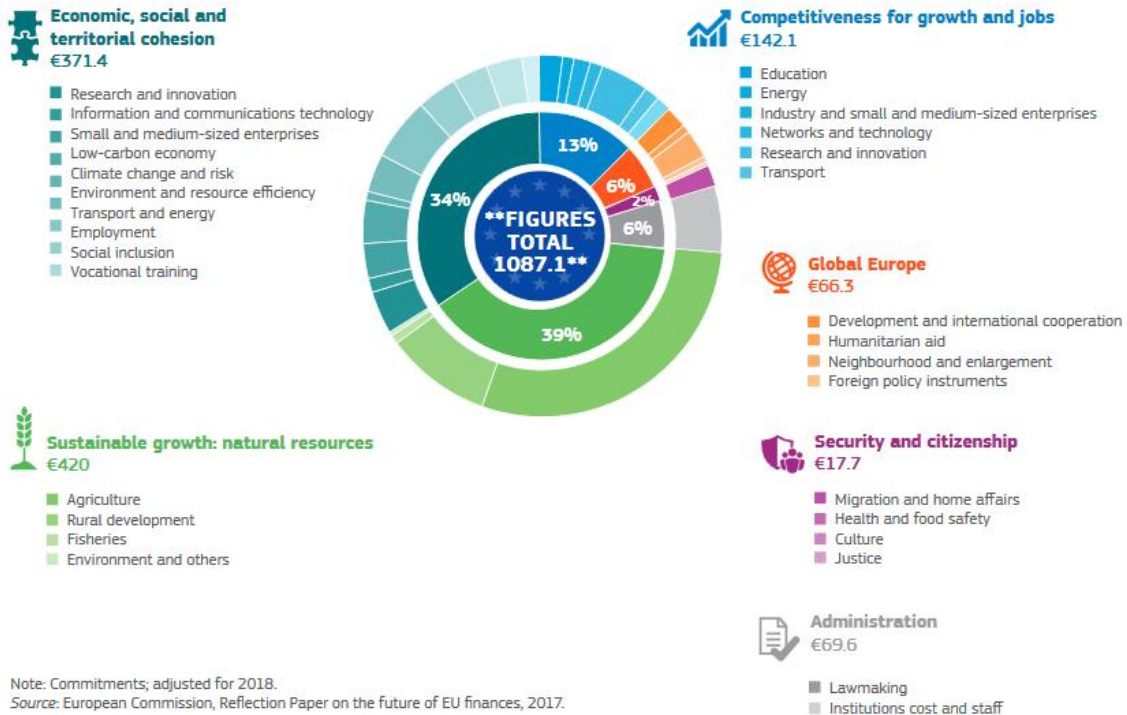 Economic, social and
territorial cohesion
€371.4
Research and innovation
Information and communications technology
Small and medium-sized enterprises
Low-carbon economy
Climate change and risk
Environment and resource efficiency
Transport and energy
Employment
Social inclusion
Vocational training
Competitiveness for growth and jobs
€142.1
Education
Energy
Industry and small and medium-sized enterprises
Networks and technology
Research and innovation
Transport
13%
34%
6%
2%
6%
39%
**FIGURES
TOTAL
1087.1**
Global Europe
€66.3
Development and international cooperation
Humanitarian aid
Neighbourhood and enlargement
Foreign policy instruments
Sustainable growth: natural resources
€420
Agriculture
Rural development
Fisheries
Environment and others
Security and citizenship
€17.7
Migration and home affairs
Health and food safety
Culture
Justice
Administration
€69.6
Lawmaking
Institutions cost and staff
Note: Commitments; adjusted for 2018.
Source: European Commission, Reflection Paper on the future of EU finances, 2017.